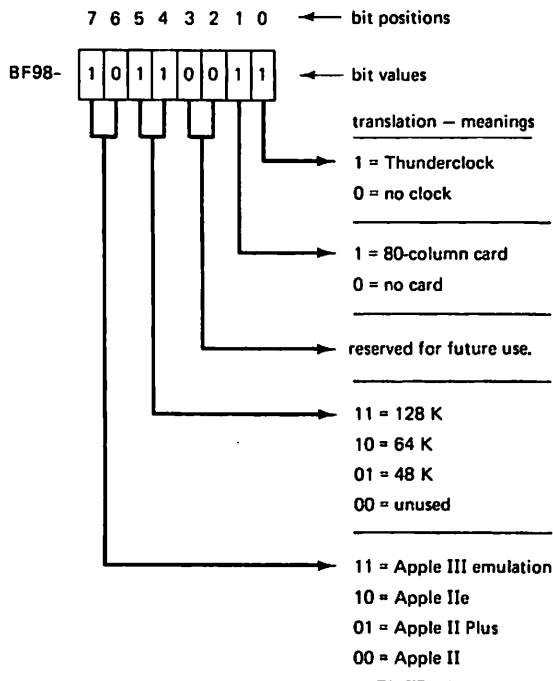 7 6 5 4 3 2 1 0 bit positions
BF98- 1 0 1 1 0 0 1 1 bit values
translation – meanings
1 = Thunderclock
0 = no clock
1 = 80-column card
0 = no card
reserved for future use.
11 = 128 K
10 = 64 K
01 = 48 K
00 = unused
11 = Apple III emulation
10 = Apple IIe
01 = Apple II Plus
00 = Apple II